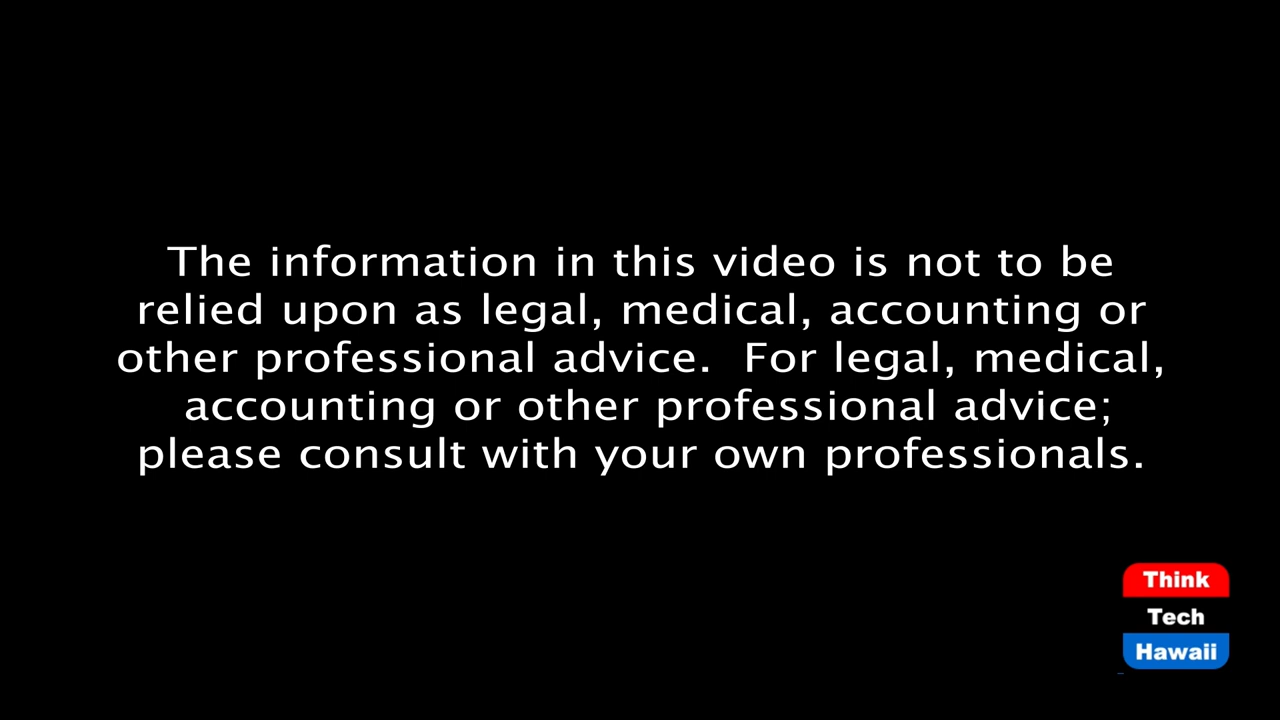 The information in this video is not to be
relied upon as legal, medical, accounting or
other professional advice.  For legal, medical,
accounting or other professional advice;
please consult with your own professionals.
Think
Tech
Hawaii